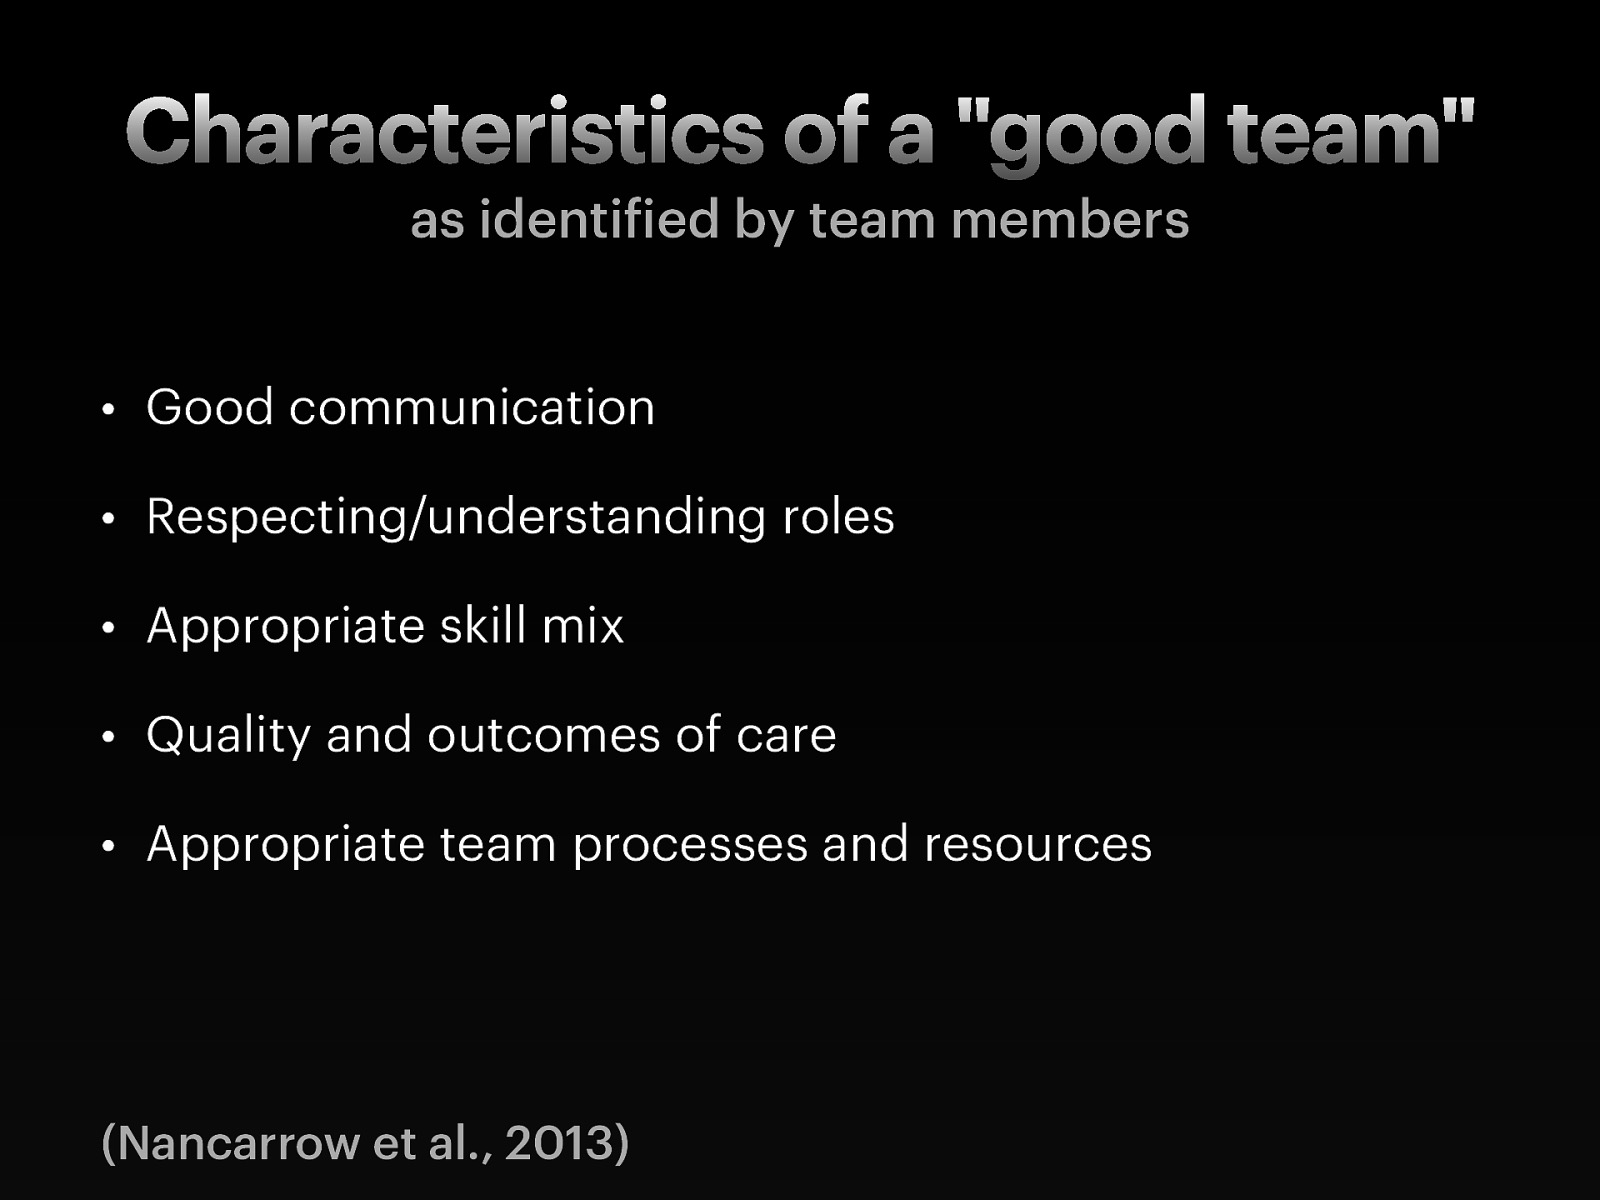 Characteristics of a "good team"
as identified by team members
• Good communication
• Respecting/understanding roles
• Appropriate skill mix
• Quality and outcomes of care
• Appropriate team processes and resources
(Nancarrow et al., 2013)